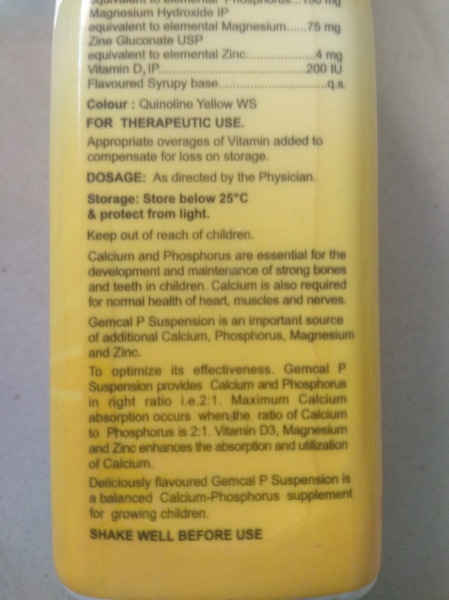 equivalent to elemental Phosphorus...150 mg
Magnesium Hydroxide IP
equivalent to elemental Magnesium......75 mg
Zinc Gluconate USP
equivalent to elemental Zinc....................4 mg
Vitamin D₃ IP..........................................200 IU
Flavoured Syrupy base...............................q.s.
Colour : Quinoline Yellow WS
FOR THERAPEUTIC USE.
Appropriate overages of Vitamin added to
compensate for loss on storage.
DOSAGE: As directed by the Physician.
Storage: Store below 25°C
& protect from light.
Keep out of reach of children.
Calcium and Phosphorus are essential for the
development and maintenance of strong bones
and teeth in children. Calcium is also required
for normal health of heart, muscles and nerves.
Gemcal P Suspension is an important source
of additional Calcium, Phosphorus, Magnesium
and Zinc.
To optimize its effectiveness. Gemcal P
Suspension provides Calcium and Phosphorus
in right ratio i.e.2:1. Maximum Calcium
absorption occurs when the ratio of Calcium
to Phosphorus is 2:1. Vitamin D3, Magnesium
and Zinc enhances the absorption and utilization
of Calcium.
Deliciously flavoured Gemcal P Suspension is
a balanced Calcium-Phosphorus supplement
for growing children.
SHAKE WELL BEFORE USE